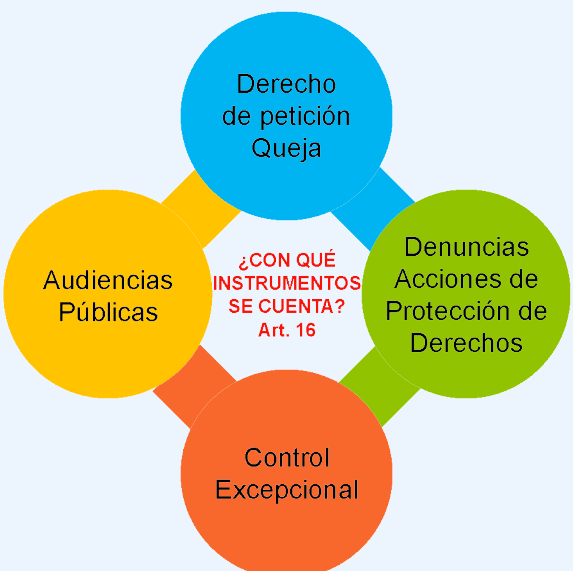 Derecho
de petición
Queja
Audiencias
Públicas
¿CON QUÉ
INSTRUMENTOS
SE CUENTA?
Art. 16
Denuncias
Acciones de
Protección de
Derechos
Control
Excepcional